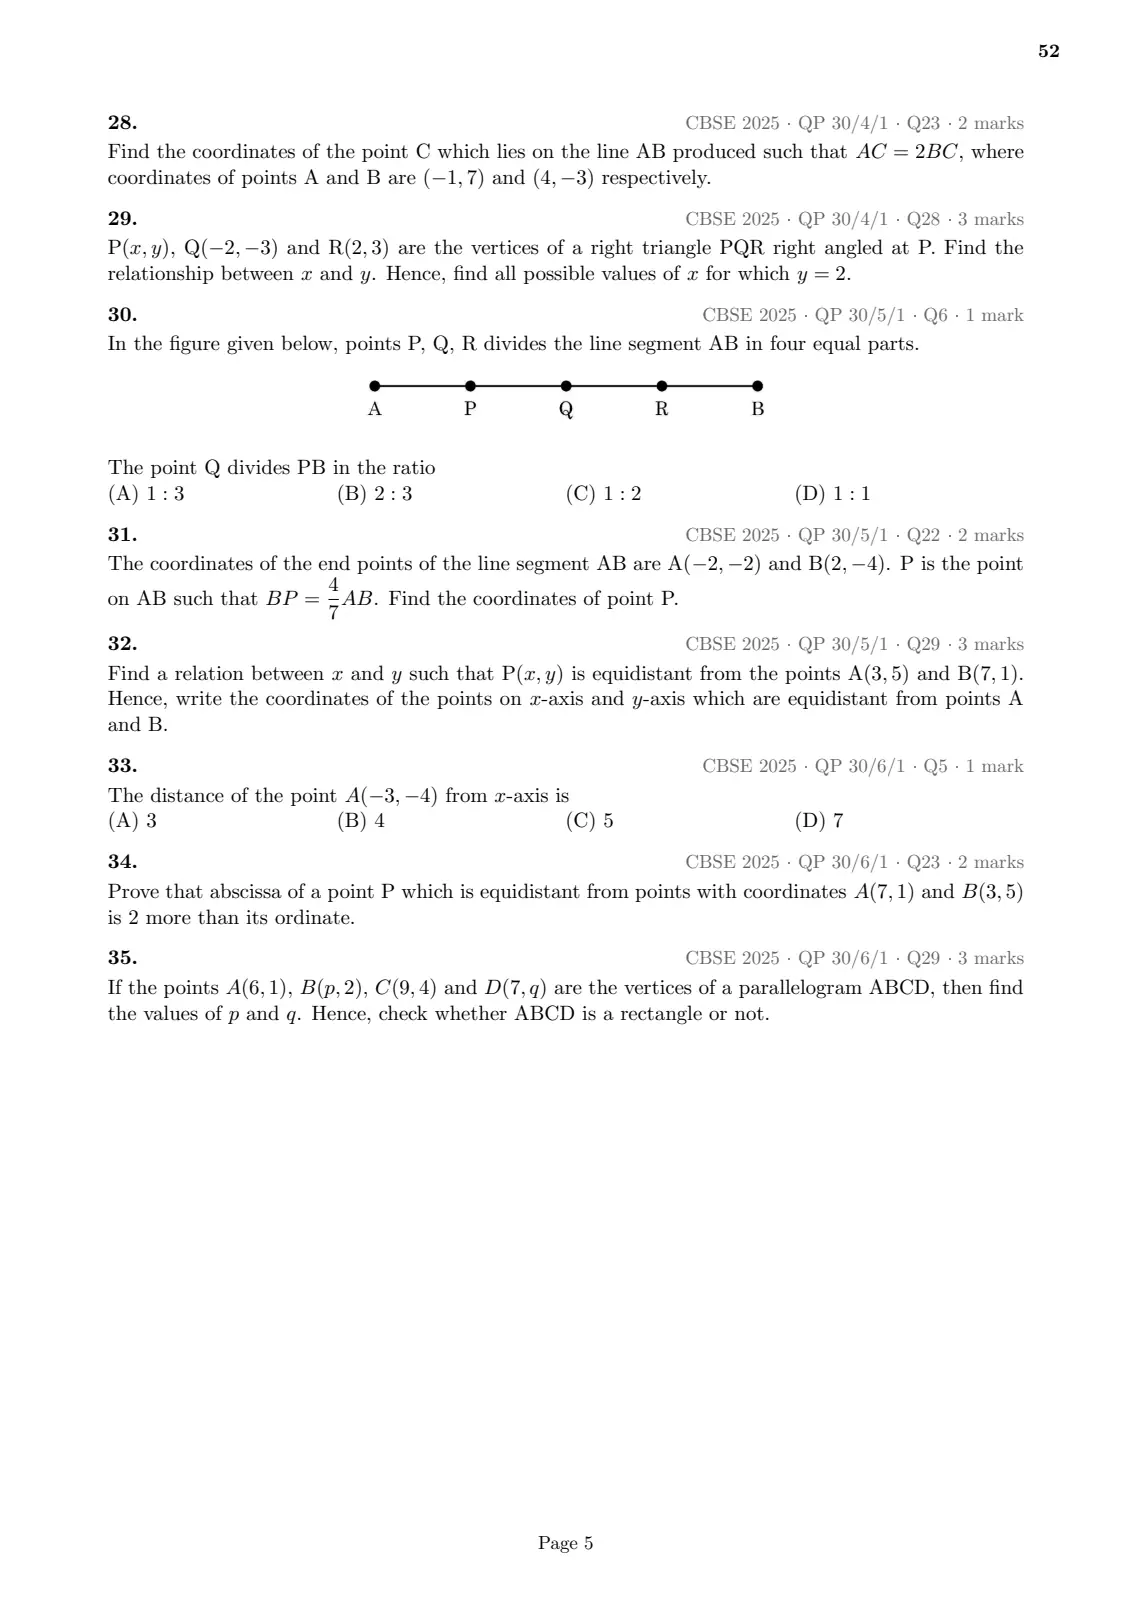 52
28. CBSE 2025 · QP 30/4/1 · Q23 · 2 marks
Find the coordinates of the point C which lies on the line AB produced such that AC = 2BC, where
coordinates of points A and B are (−1, 7) and (4, −3) respectively.
29. CBSE 2025 · QP 30/4/1 · Q28 · 3 marks
P(x, y), Q(−2, −3) and R(2, 3) are the vertices of a right triangle PQR right angled at P. Find the
relationship between x and y. Hence, find all possible values of x for which y = 2.
30. CBSE 2025 · QP 30/5/1 · Q6 · 1 mark
In the figure given below, points P, Q, R divides the line segment AB in four equal parts.
A P Q R B
The point Q divides PB in the ratio
(A) 1 : 3 (B) 2 : 3 (C) 1 : 2 (D) 1 : 1
31. CBSE 2025 · QP 30/5/1 · Q22 · 2 marks
The coordinates of the end points of the line segment AB are A(−2, −2) and B(2, −4). P is the point
on AB such that BP = 4/7 AB. Find the coordinates of point P.
32. CBSE 2025 · QP 30/5/1 · Q29 · 3 marks
Find a relation between x and y such that P(x, y) is equidistant from the points A(3, 5) and B(7, 1).
Hence, write the coordinates of the points on x-axis and y-axis which are equidistant from points A
and B.
33. CBSE 2025 · QP 30/6/1 · Q5 · 1 mark
The distance of the point A(−3, −4) from x-axis is
(A) 3 (B) 4 (C) 5 (D) 7
34. CBSE 2025 · QP 30/6/1 · Q23 · 2 marks
Prove that abscissa of a point P which is equidistant from points with coordinates A(7, 1) and B(3, 5)
is 2 more than its ordinate.
35. CBSE 2025 · QP 30/6/1 · Q29 · 3 marks
If the points A(6, 1), B(p, 2), C(9, 4) and D(7, q) are the vertices of a parallelogram ABCD, then find
the values of p and q. Hence, check whether ABCD is a rectangle or not.
Page 5